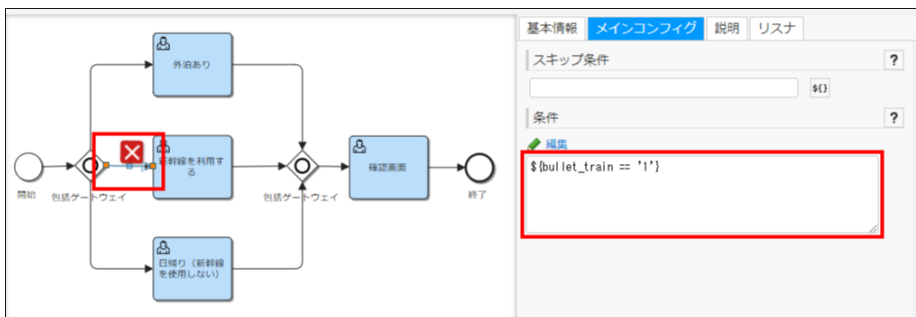 外泊あり
新幹線を利用す
る
確認画面
開始
包括ゲートウェイ
包括ゲートウェイ
終了
日帰り（新幹線
を使用しない）
基本情報
メインコンフィグ
説明
リスナ
スキップ条件
?
${}
条件
?
編集
${bullet_train == '1'}